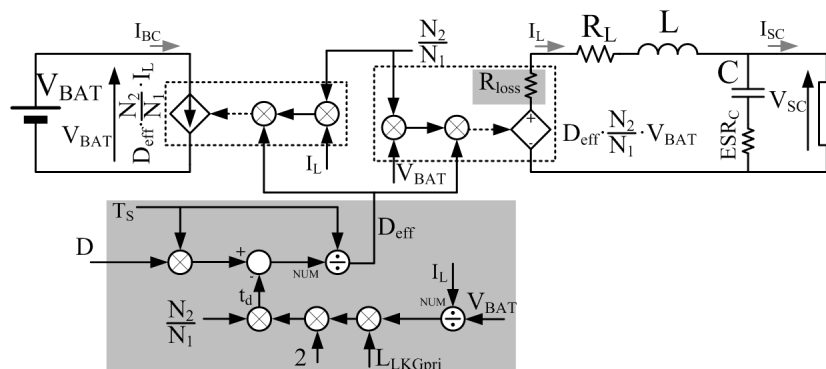 I_BC
N_2/N_1
I_L
R_L
L
I_SC
V_BAT
V_BAT
D_eff · N_2/N_1 · I_L
R_loss
+
-
D_eff · N_2/N_1 · V_BAT
C
ESR_C
V_SC
I_L
V_BAT
T_S
D_eff
D
+
-
NUM
÷
t_d
I_L
NUM
÷
V_BAT
N_2/N_1
2
L_LKGpri